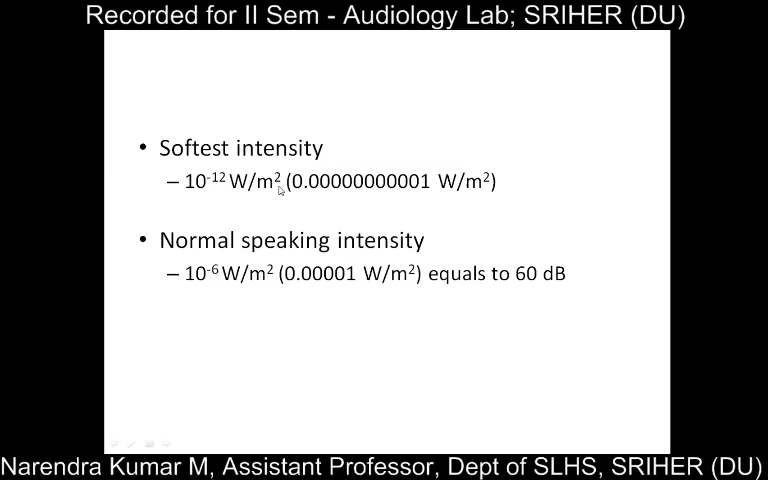 Recorded for II Sem - Audiology Lab; SRIHER (DU)
• Softest intensity
– 10⁻¹² W/m² (0.00000000001 W/m²)
• Normal speaking intensity
– 10⁻⁶ W/m² (0.00001 W/m²) equals to 60 dB
Narendra Kumar M, Assistant Professor, Dept of SLHS, SRIHER (DU)